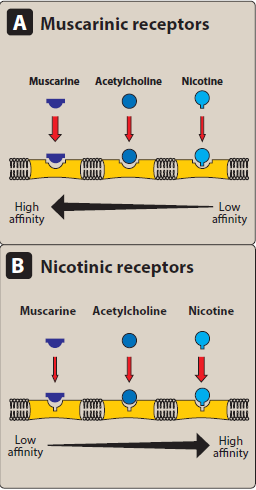 A Muscarinic receptors
Muscarine Acetylcholine Nicotine
High affinity
Low affinity
B Nicotinic receptors
Muscarine Acetylcholine Nicotine
Low affinity
High affinity